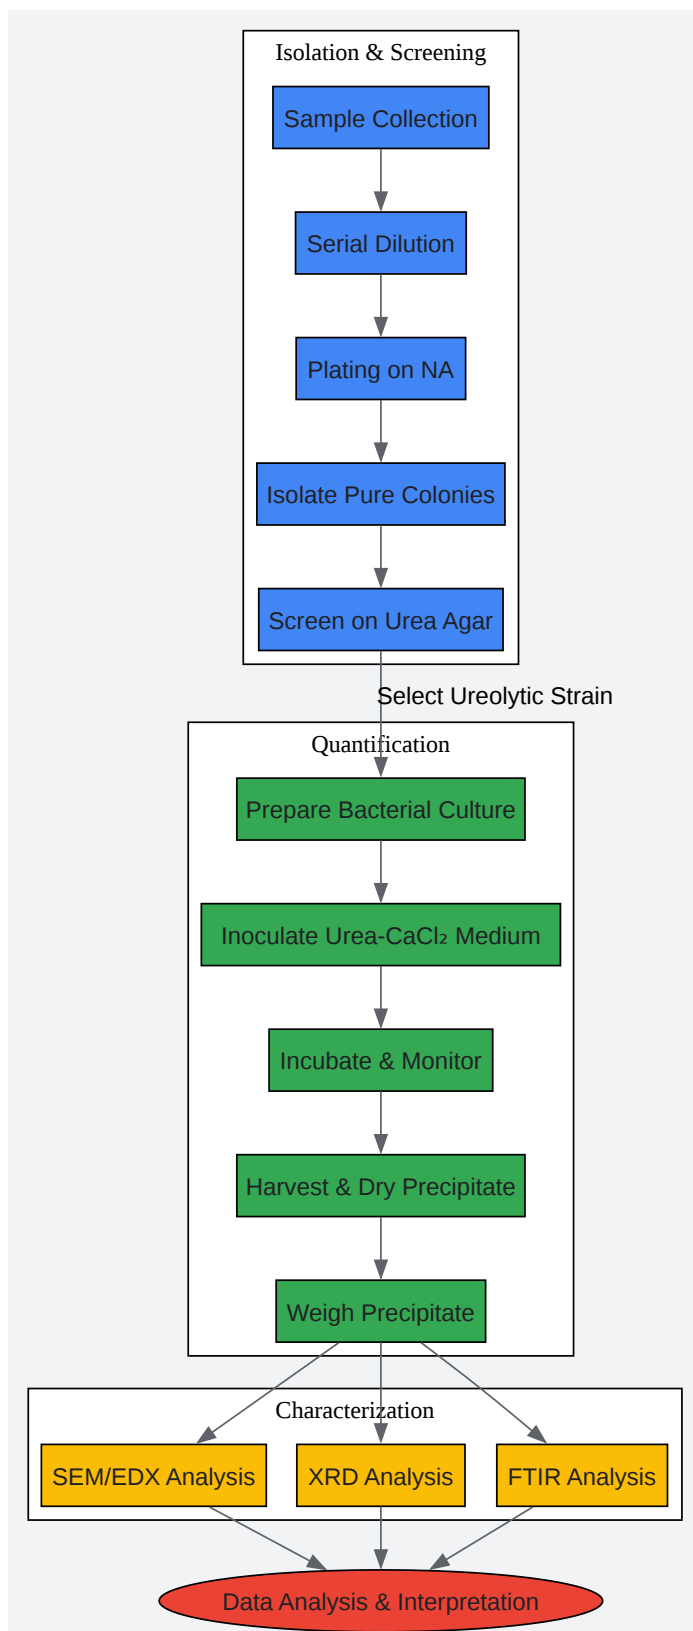 Isolation & Screening
Sample Collection
Serial Dilution
Plating on NA
Isolate Pure Colonies
Screen on Urea Agar
Select Ureolytic Strain
Quantification
Prepare Bacterial Culture
Inoculate Urea-CaCl₂ Medium
Incubate & Monitor
Harvest & Dry Precipitate
Weigh Precipitate
Characterization
SEM/EDX Analysis
XRD Analysis
FTIR Analysis
Data Analysis & Interpretation